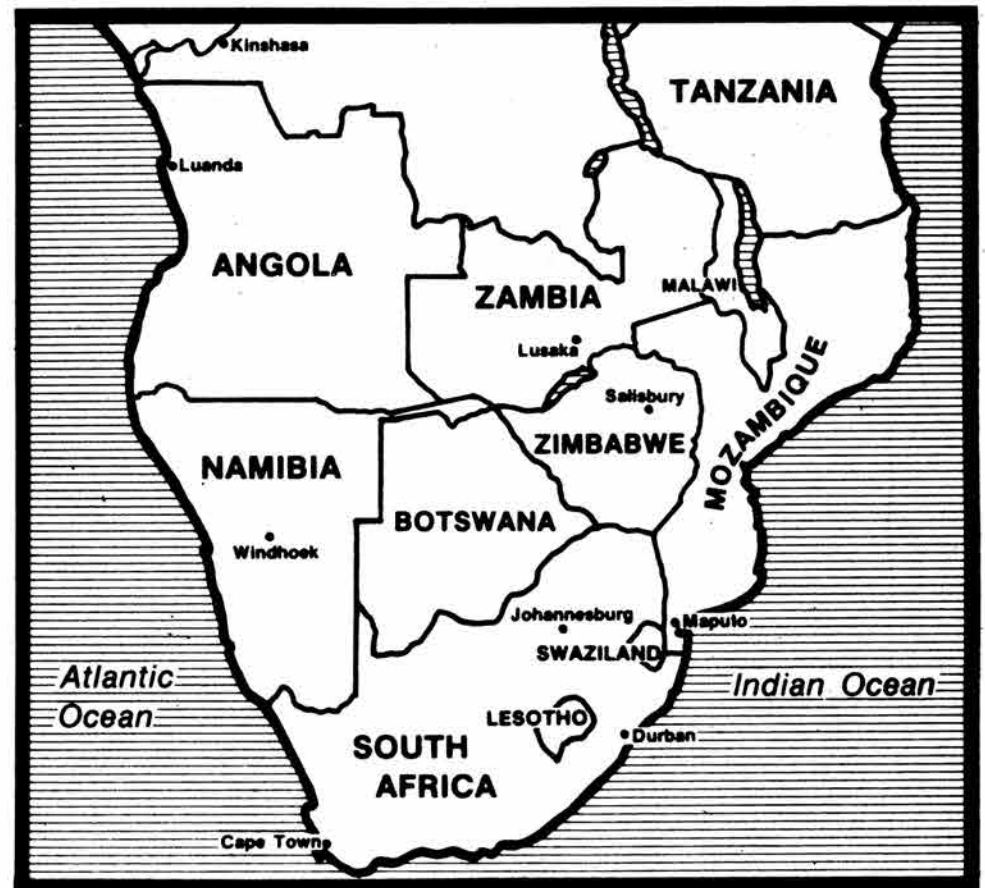 Kinshasa
TANZANIA
Luanda
ANGOLA
ZAMBIA
MALAWI
Lusaka
MOZAMBIQUE
Salisbury
ZIMBABWE
NAMIBIA
BOTSWANA
Windhoek
Johannesburg
Maputo
SWAZILAND
Atlantic
Ocean
Indian Ocean
LESOTHO
Durban
SOUTH
AFRICA
Cape Town